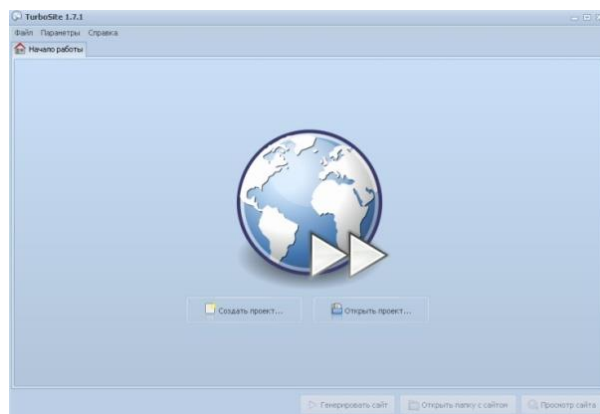 TurboSite 1.7.1
Файл Параметры Справка
Начало работы
Создать проект... Открыть проект...
Генерировать сайт Открыть папку с сайтом Просмотр сайта